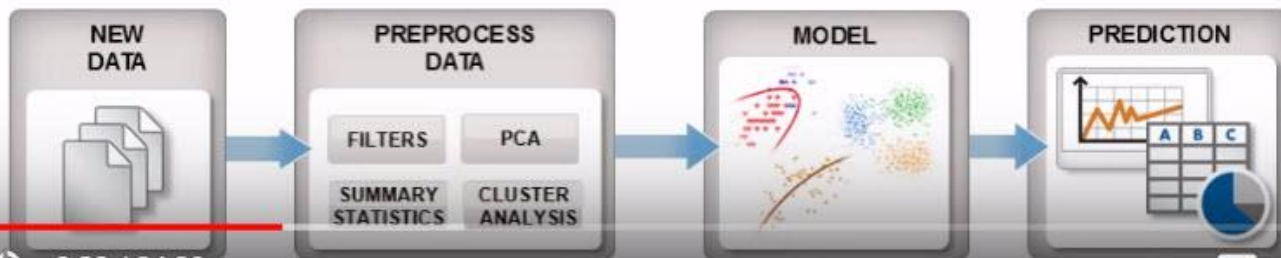 NEW
DATA
PREPROCESS
DATA
FILTERS
PCA
SUMMARY
STATISTICS
CLUSTER
ANALYSIS
MODEL
PREDICTION
A B C